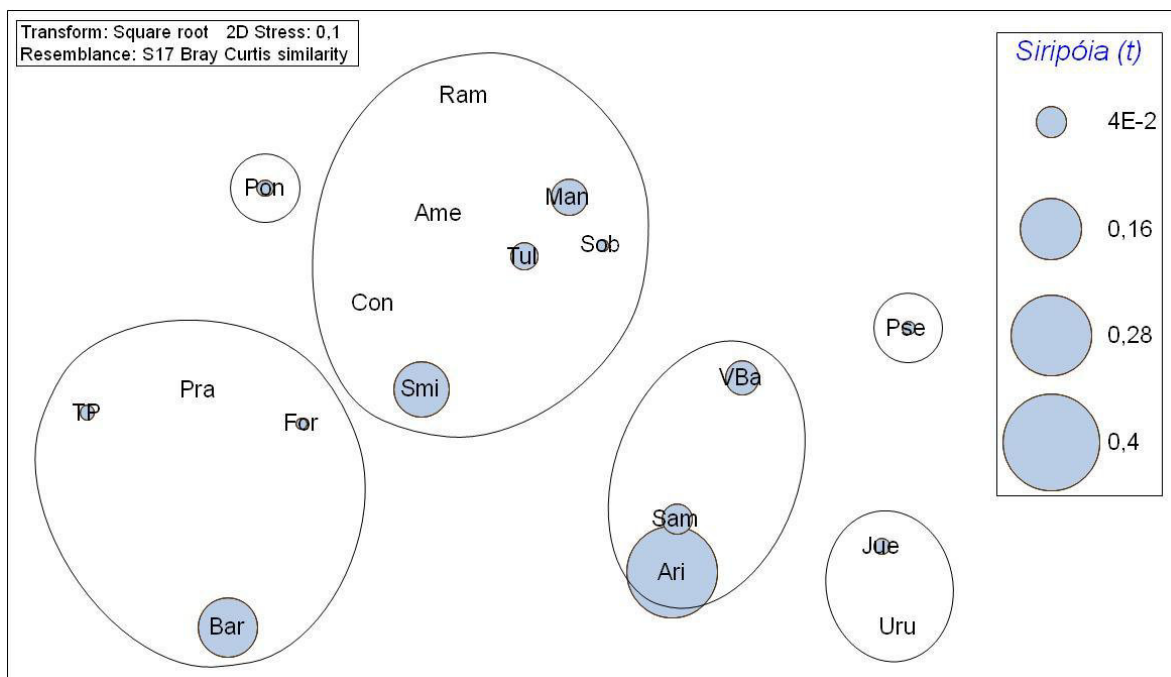 Transform: Square root 2D Stress: 0,1
Resemblance: S17 Bray Curtis similarity
Siripóia (t)
4E-2
0,16
0,28
0,4
Ram
Pon
Man
Ame
Sob
Tul
Con
Pse
Smi
VBa
Pra
TP
For
Sam
Jue
Ari
Bar
Uru